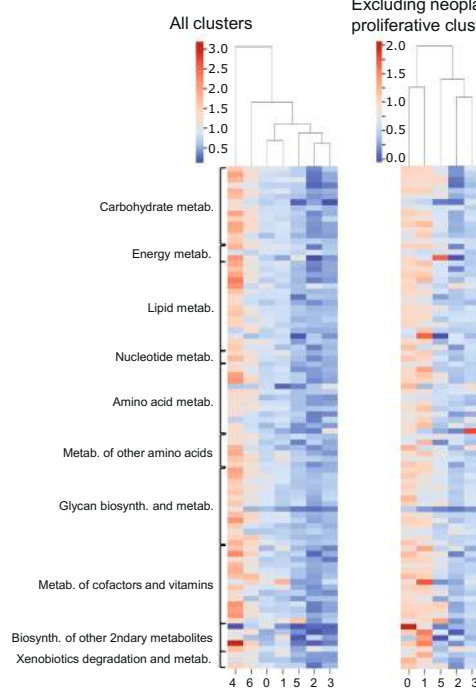 All clusters
Excluding
3.0
2.5
2.0
1.5
1.0
0.5
2.0
1.5
1.0
0.5
0.0
Carbohydrate metab.
Energy metab.
Lipid metab.
Nucleotide metab.
Amino acid metab.
Metab. of other amino acids
Glycan biosynth. and metab.
Metab. of cofactors and vitamins
Biosynth. of other 2ndary metabolites
Xenobiotics degradation and metab.
4 6 0 1 5 2 3
0 1 5 2 3